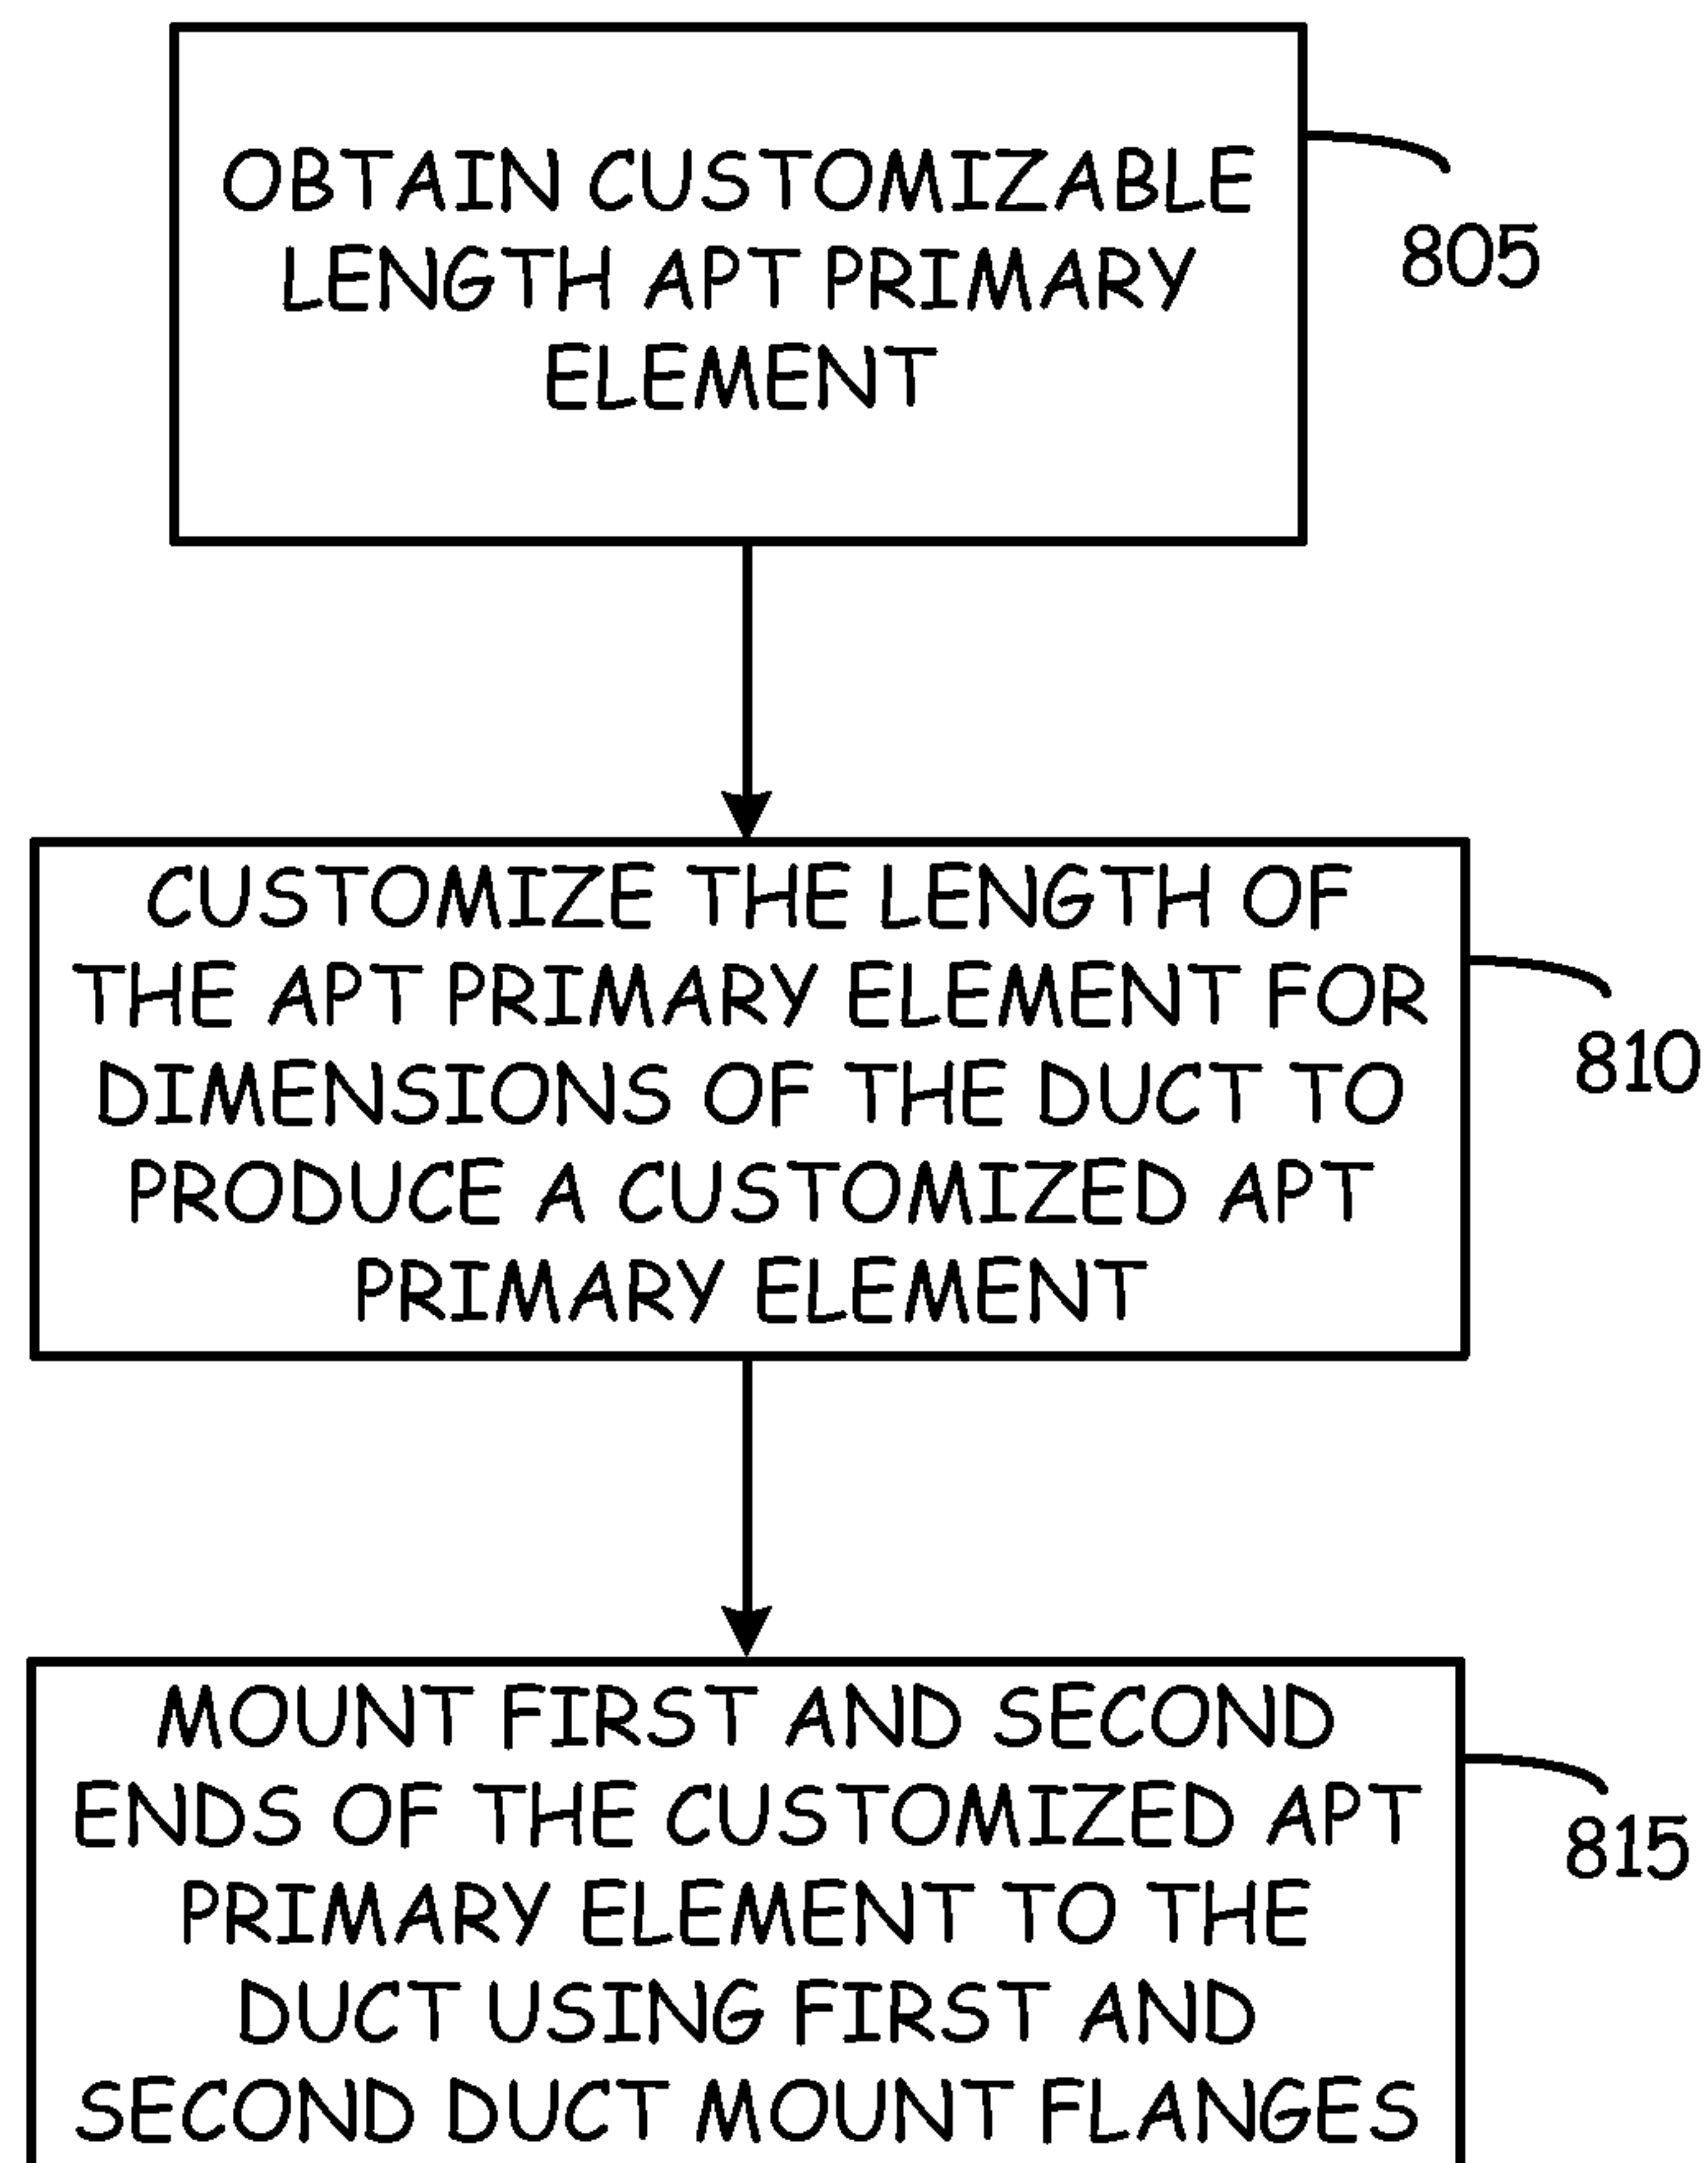 OBTAIN CUSTOMIZABLE
LENGTH APT PRIMARY
ELEMENT
805
CUSTOMIZE THE LENGTH OF
THE APT PRIMARY ELEMENT FOR
DIMENSIONS OF THE DUCT TO
PRODUCE A CUSTOMIZED APT
PRIMARY ELEMENT
810
MOUNT FIRST AND SECOND
ENDS OF THE CUSTOMIZED APT
PRIMARY ELEMENT TO THE
DUCT USING FIRST AND
SECOND DUCT MOUNT FLANGES
815